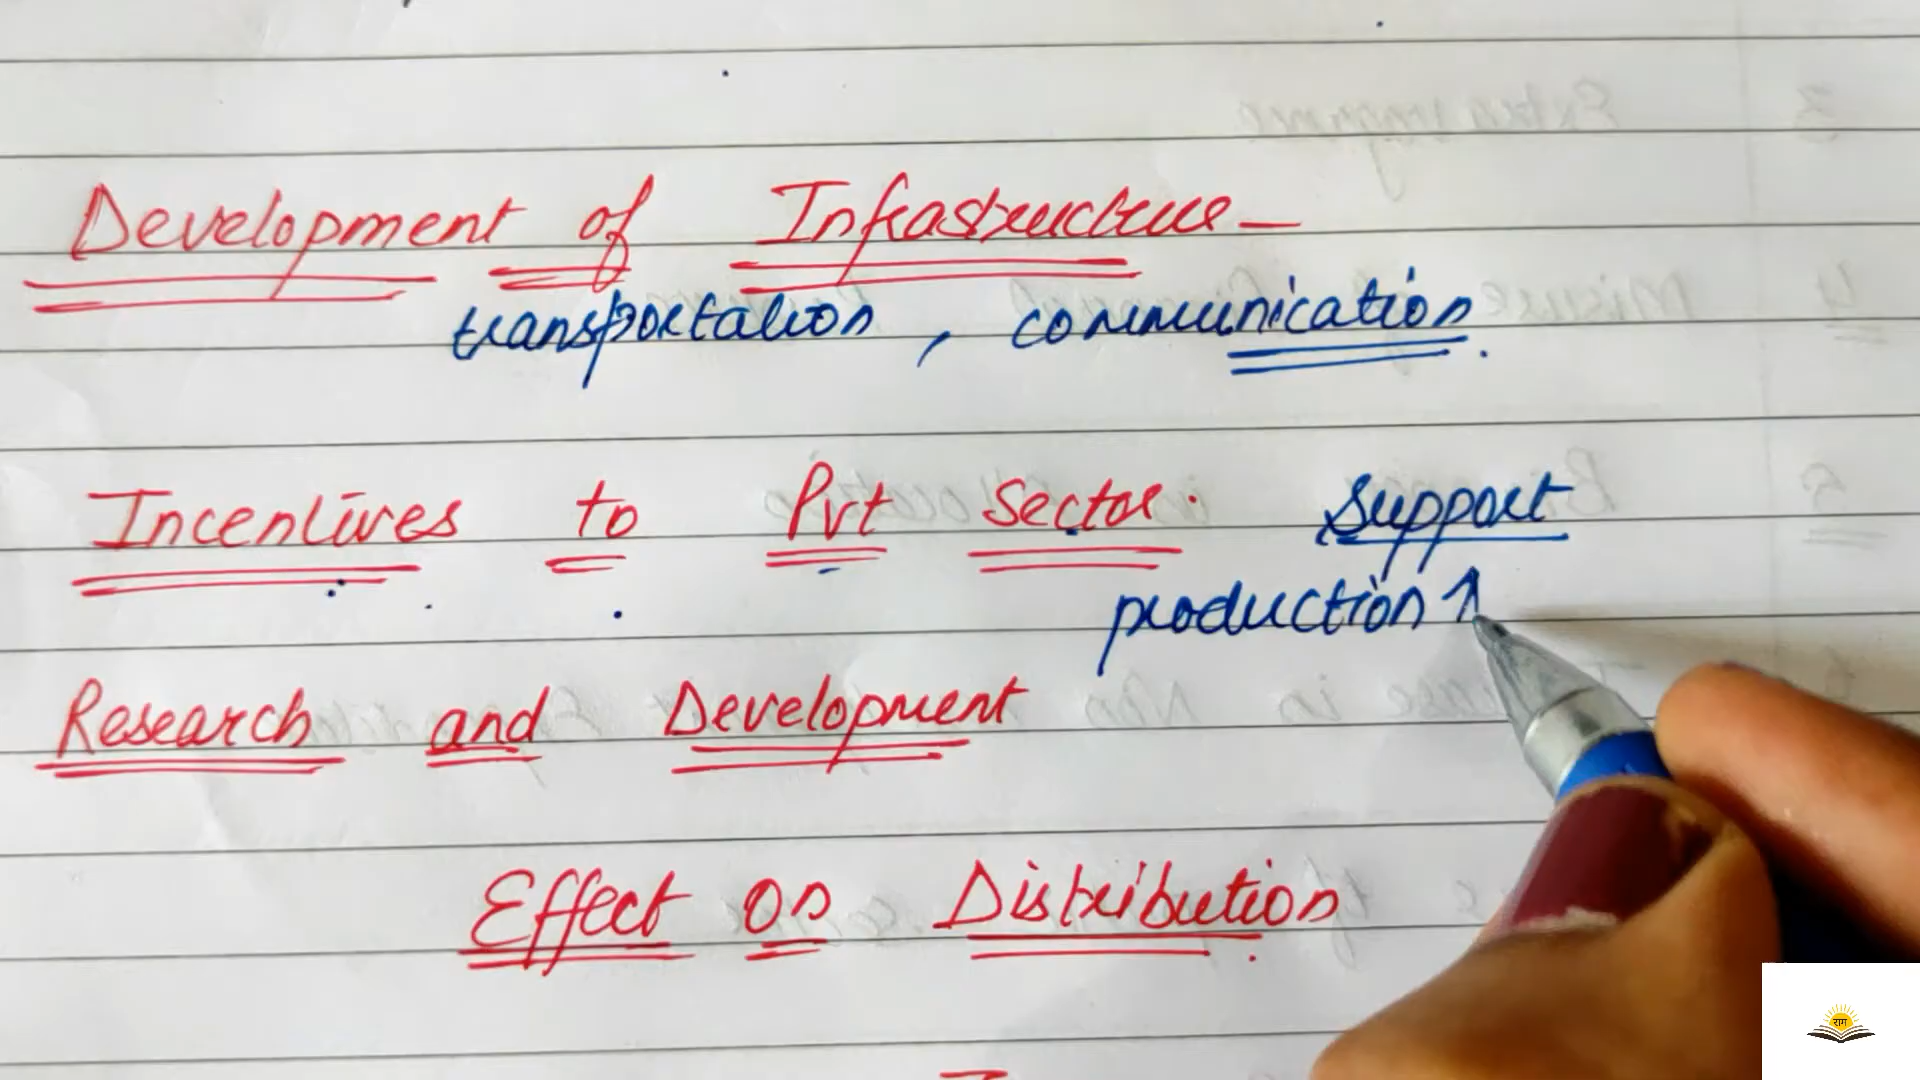 Development of Infrastructure –
transportation , communication.
Incentives to Pvt Sector. Support
production ↑
Research and Development
Effect on Distribution
राग